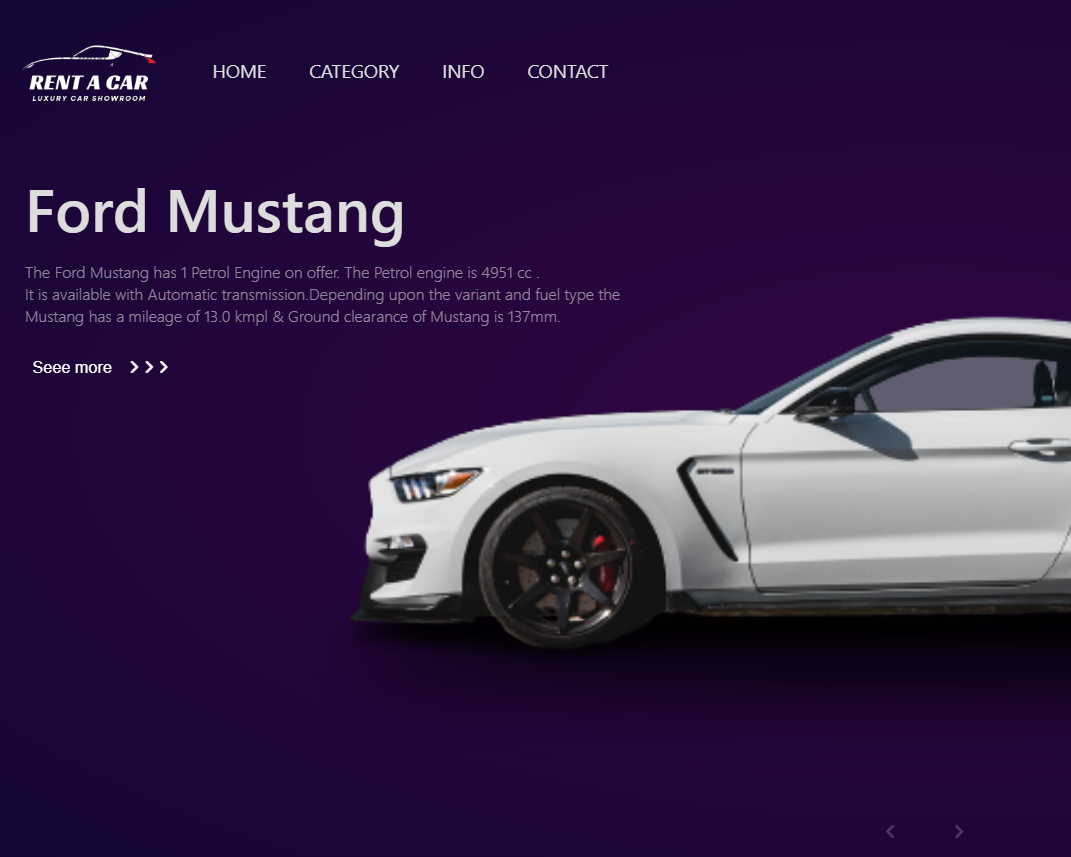 RENT A CAR
LUXURY CAR SHOWROOM
HOME CATEGORY INFO CONTACT
Ford Mustang
The Ford Mustang has 1 Petrol Engine on offer. The Petrol engine is 4951 cc .
It is available with Automatic transmission.Depending upon the variant and fuel type the
Mustang has a mileage of 13.0 kmpl & Ground clearance of Mustang is 137mm.
Seee more